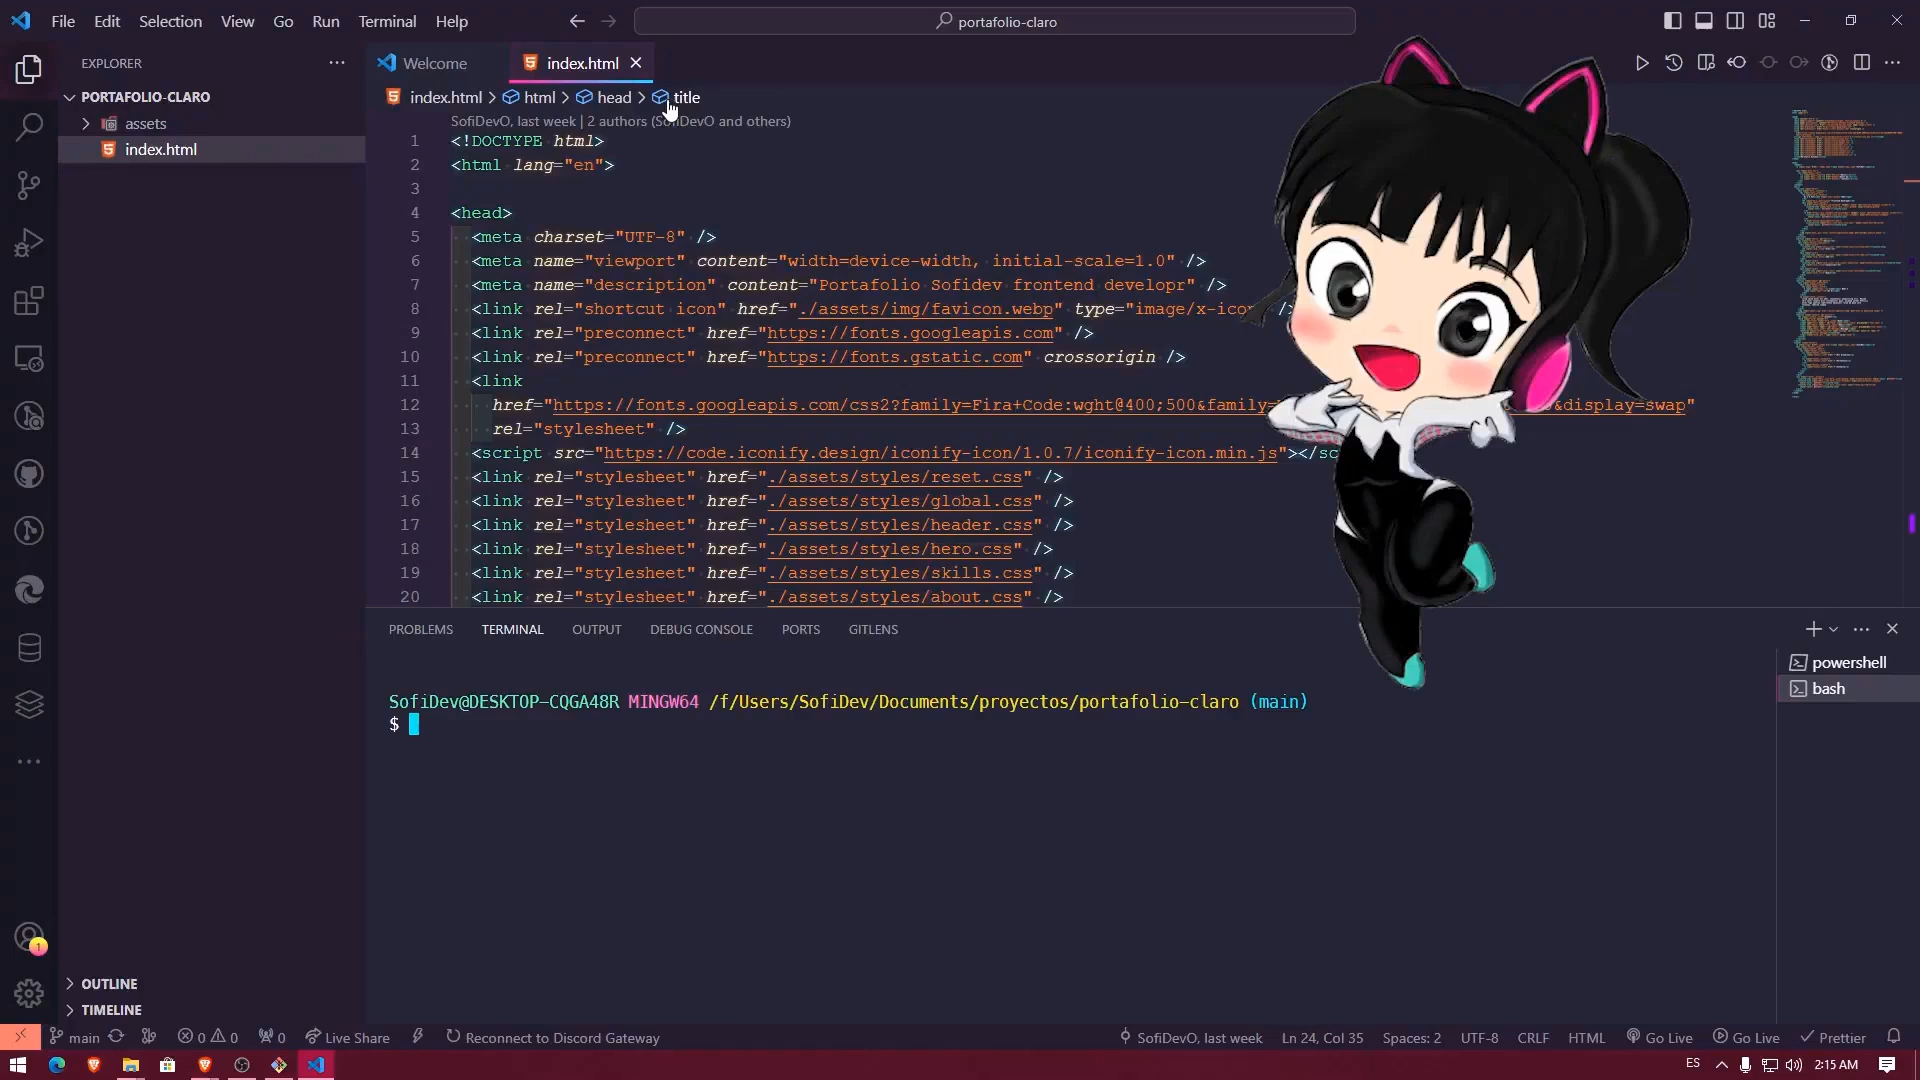 File Edit Selection View Go Run Terminal Help
portafolio-claro
EXPLORER
Welcome
index.html
PORTAFOLIO-CLARO
assets
index.html
index.html > html > head > title
SofiDevO, last week | 2 authors (SofiDevO and others)
1 <!DOCTYPE html>
2 <html lang="en">
3
4 <head>
5 <meta charset="UTF-8" />
6 <meta name="viewport" content="width=device-width, initial-scale=1.0" />
7 <meta name="description" content="Portafolio Sofidev frontend developr" />
8 <link rel="shortcut icon" href="./assets/img/favicon.webp" type="image/x-ico />
9 <link rel="preconnect" href="https://fonts.googleapis.com" />
10 <link rel="preconnect" href="https://fonts.gstatic.com" crossorigin />
11 <link
12 href="https://fonts.googleapis.com/css2?family=Fira+Code:wght@400;500&family= &display=swap"
13 rel="stylesheet" />
14 <script src="https://code.iconify.design/iconify-icon/1.0.7/iconify-icon.min.js"></sc
15 <link rel="stylesheet" href="./assets/styles/reset.css" />
16 <link rel="stylesheet" href="./assets/styles/global.css" />
17 <link rel="stylesheet" href="./assets/styles/header.css" />
18 <link rel="stylesheet" href="./assets/styles/hero.css" />
19 <link rel="stylesheet" href="./assets/styles/skills.css" />
20 <link rel="stylesheet" href="./assets/styles/about.css" />
PROBLEMS TERMINAL OUTPUT DEBUG CONSOLE PORTS GITLENS
powershell
bash
SofiDev@DESKTOP-CQGA48R MINGW64 /f/Users/SofiDev/Documents/proyectos/portafolio-claro (main)
$
1
OUTLINE
TIMELINE
main 0 0 0 Live Share Reconnect to Discord Gateway SofiDevO, last week Ln 24, Col 35 Spaces: 2 UTF-8 CRLF HTML Go Live Go Live Prettier
ES 2:15 AM